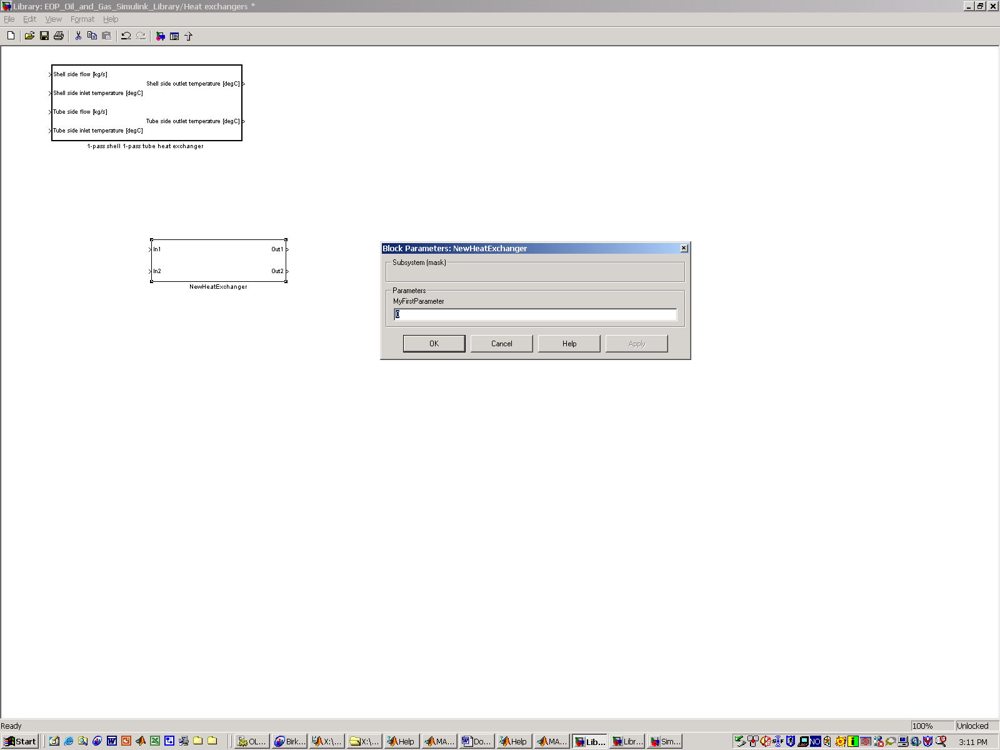 Library: EOP_Oil_and_Gas_Simulink_Library/Heat exchangers *
File Edit View Format Help
Shell side flow [kg/s]
Shell side outlet temperature [degC]
Shell side inlet temperature [degC]
Tube side flow [kg/s]
Tube side outlet temperature [degC]
Tube side inlet temperature [degC]
1-pass shell 1-pass tube heat exchanger
In1 Out1
In2 Out2
NewHeatExchanger
Block Parameters: NewHeatExchanger
Subsystem (mask)
Parameters
MyFirstParameter
0
OK Cancel Help Apply
Ready 100% Unlocked
Start OL... Birk... X:\... X:\... Help MA... Do... Help MA... Lib... Libr... Sim... NO 3:11 PM